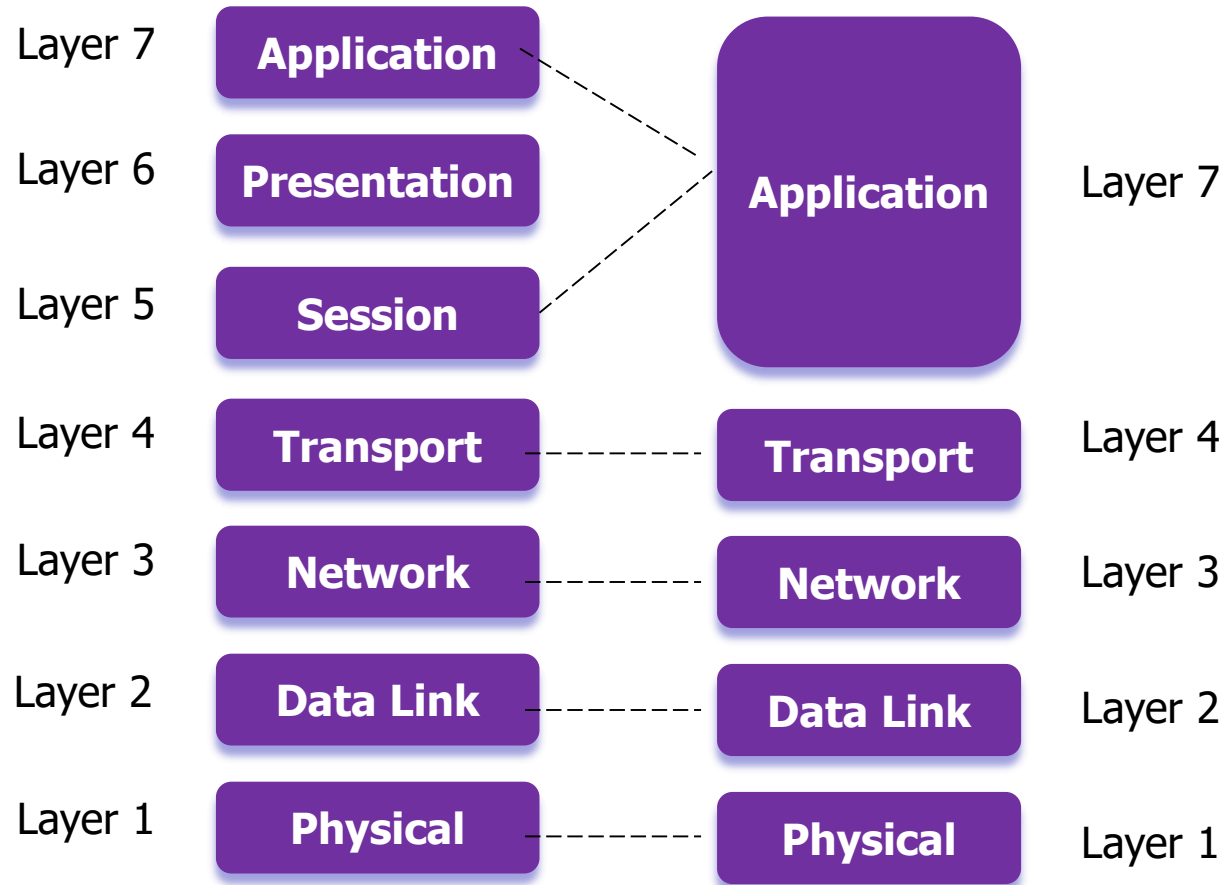 Layer 7 Application
Layer 6 Presentation Application Layer 7
Layer 5 Session
Layer 4 Transport Transport Layer 4
Layer 3 Network Network Layer 3
Layer 2 Data Link Data Link Layer 2
Layer 1 Physical Physical Layer 1